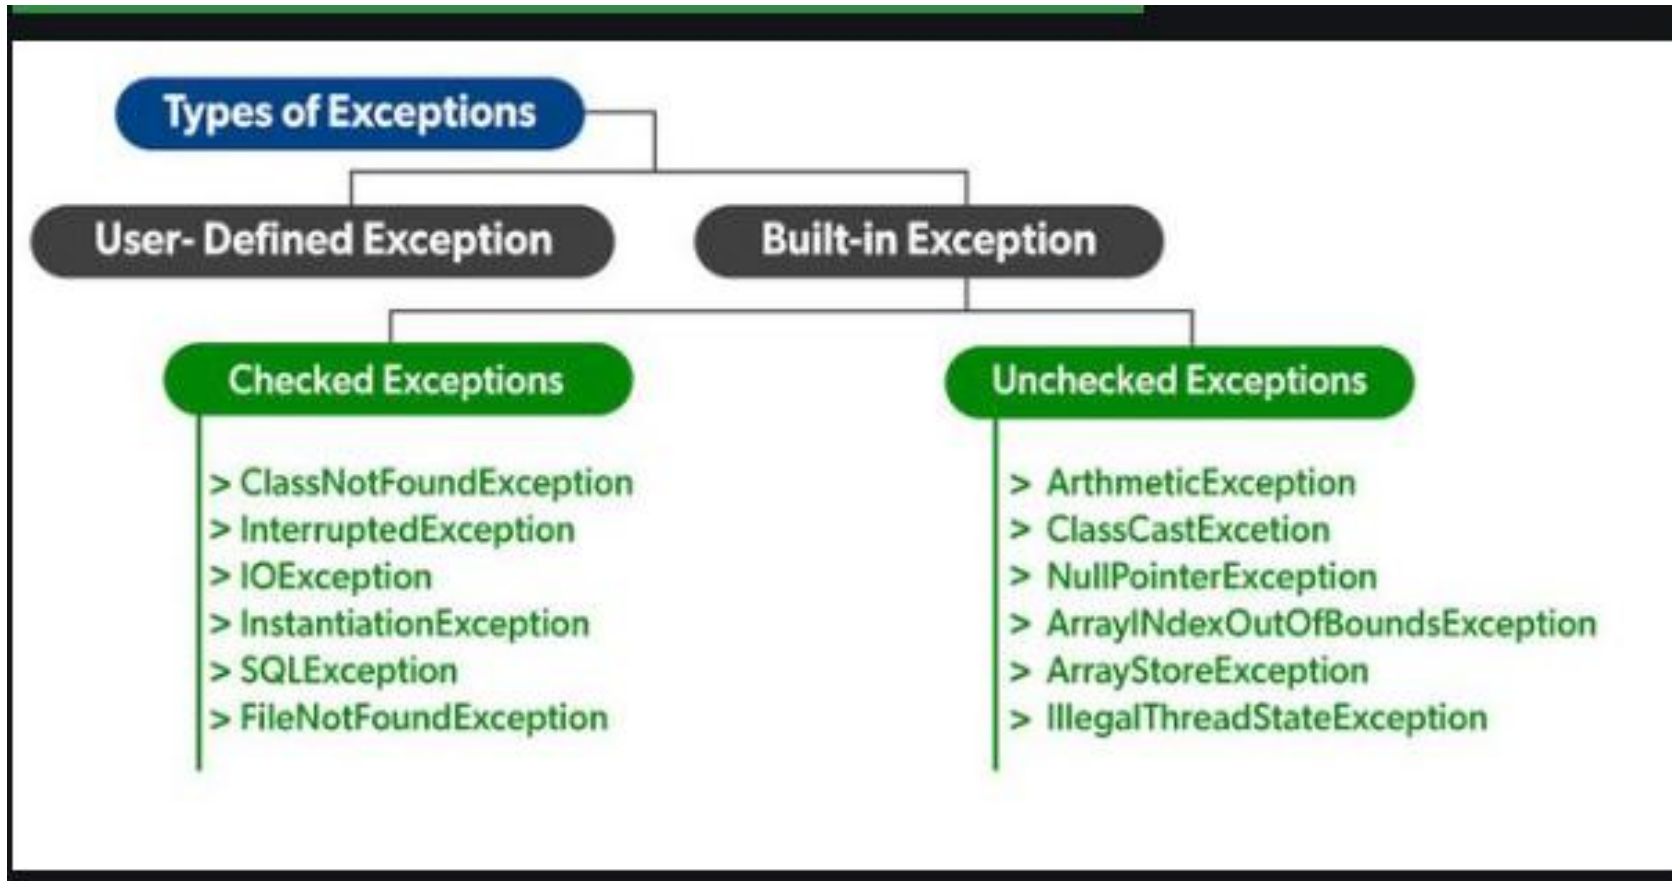 Types of Exceptions
User- Defined Exception
Built-in Exception
Checked Exceptions
> ClassNotFoundException
> InterruptedException
> IOException
> InstantiationException
> SQLException
> FileNotFoundException
Unchecked Exceptions
> ArthmeticException
> ClassCastExcetion
> NullPointerException
> ArrayINdexOutOfBoundsException
> ArrayStoreException
> IllegalThreadStateException